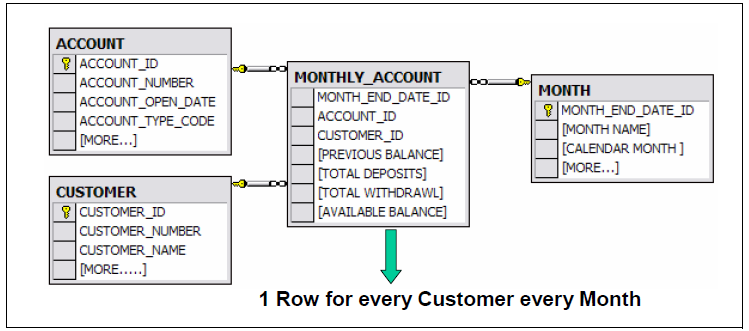 ACCOUNT
ACCOUNT_ID
ACCOUNT_NUMBER
ACCOUNT_OPEN_DATE
ACCOUNT_TYPE_CODE
[MORE...]
CUSTOMER
CUSTOMER_ID
CUSTOMER_NUMBER
CUSTOMER_NAME
[MORE.....]
MONTHLY_ACCOUNT
MONTH_END_DATE_ID
ACCOUNT_ID
CUSTOMER_ID
[PREVIOUS BALANCE]
[TOTAL DEPOSITS]
[TOTAL WITHDRAWL]
[AVAILABLE BALANCE]
MONTH
MONTH_END_DATE_ID
[MONTH NAME]
[CALENDAR MONTH ]
[MORE...]
1 Row for every Customer every Month